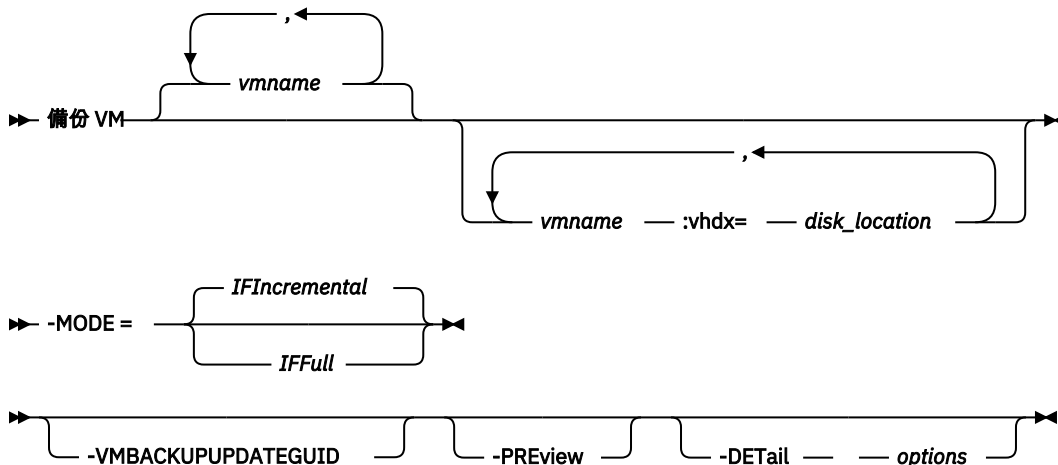 ,
vmname
備份 VM
,
vmname :vhdx= disk_location
IFIncremental
-MODE =
IFFull
-VMBACKUPUPDATEGUID -PREview -DETail options